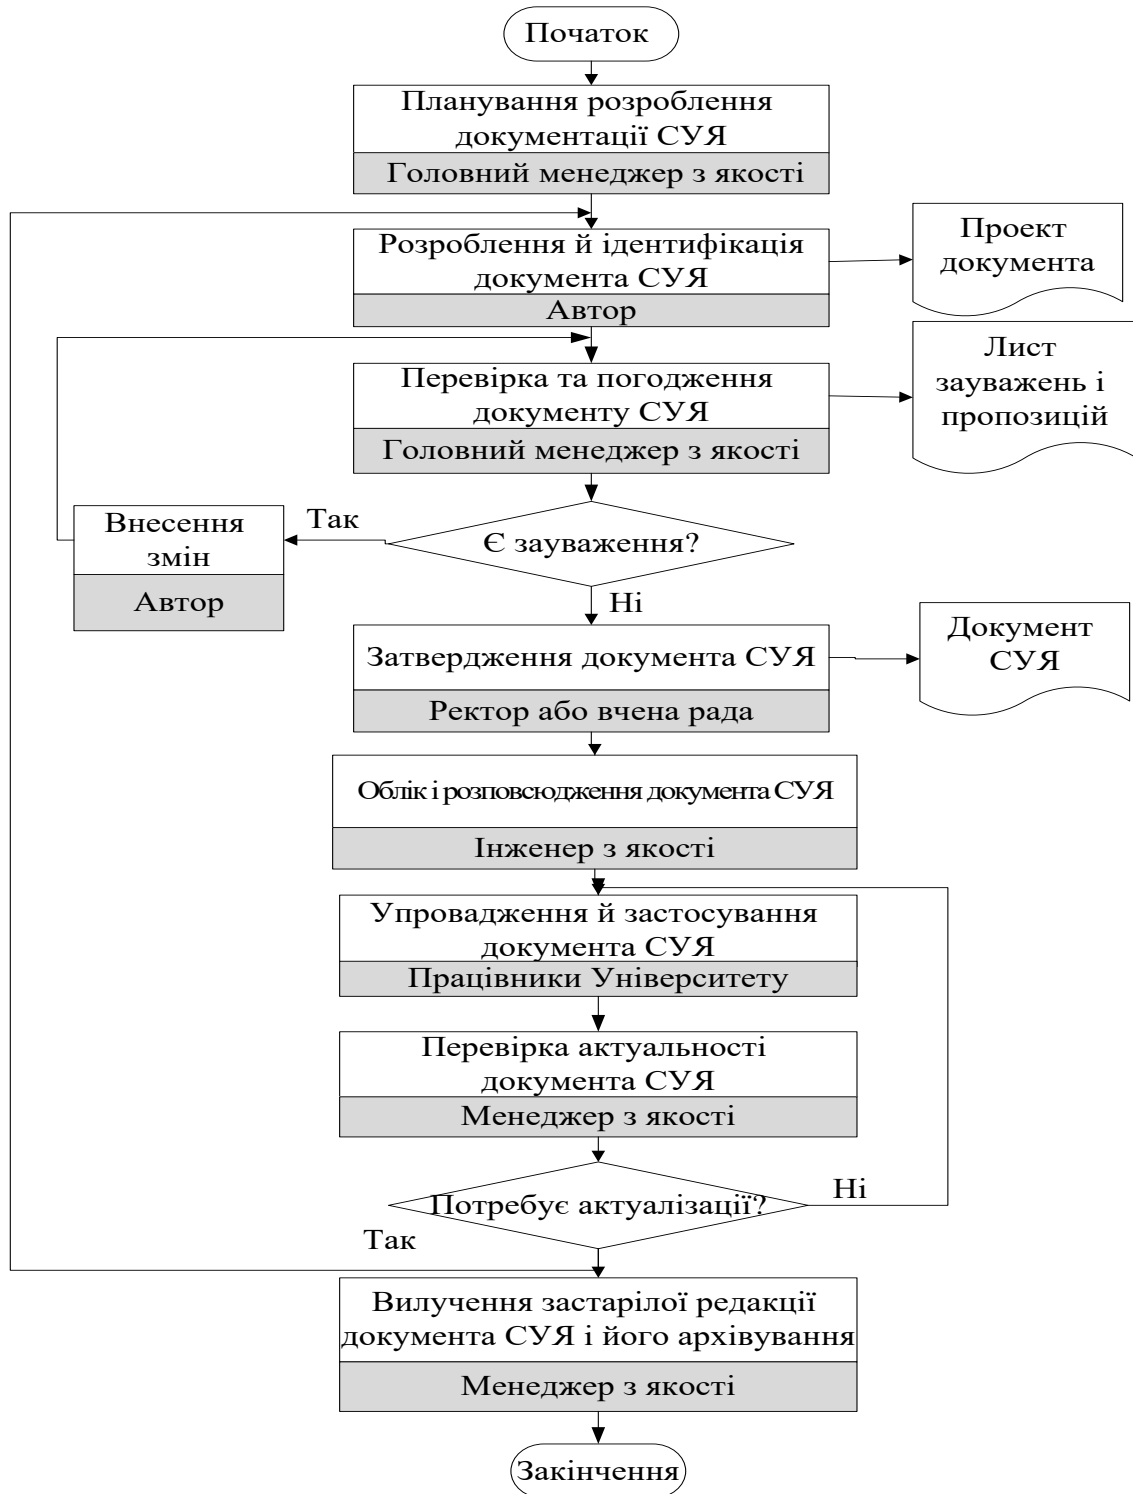 Початок
Планування розроблення
документації СУЯ
Головний менеджер з якості
Розроблення й ідентифікація
документа СУЯ
Автор
Проект
документа
Перевірка та погодження
документу СУЯ
Головний менеджер з якості
Лист
зауважень і
пропозицій
Є зауваження?
Так
Внесення
змін
Автор
Ні
Затвердження документа СУЯ
Ректор або вчена рада
Документ
СУЯ
Облік і розповсюдження документа СУЯ
Інженер з якості
Упровадження й застосування
документа СУЯ
Працівники Університету
Перевірка актуальності
документа СУЯ
Менеджер з якості
Потребує актуалізації?
Ні
Так
Вилучення застарілої редакції
документа СУЯ і його архівування
Менеджер з якості
Закінчення